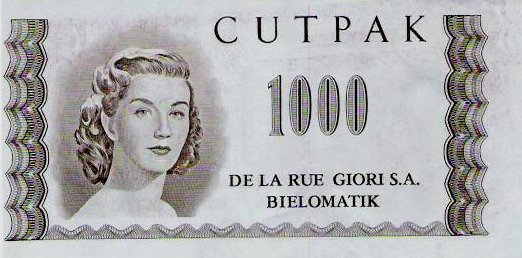 CUTPAK
1000
DE LA RUE GIORI S.A.
BIELOMATIK